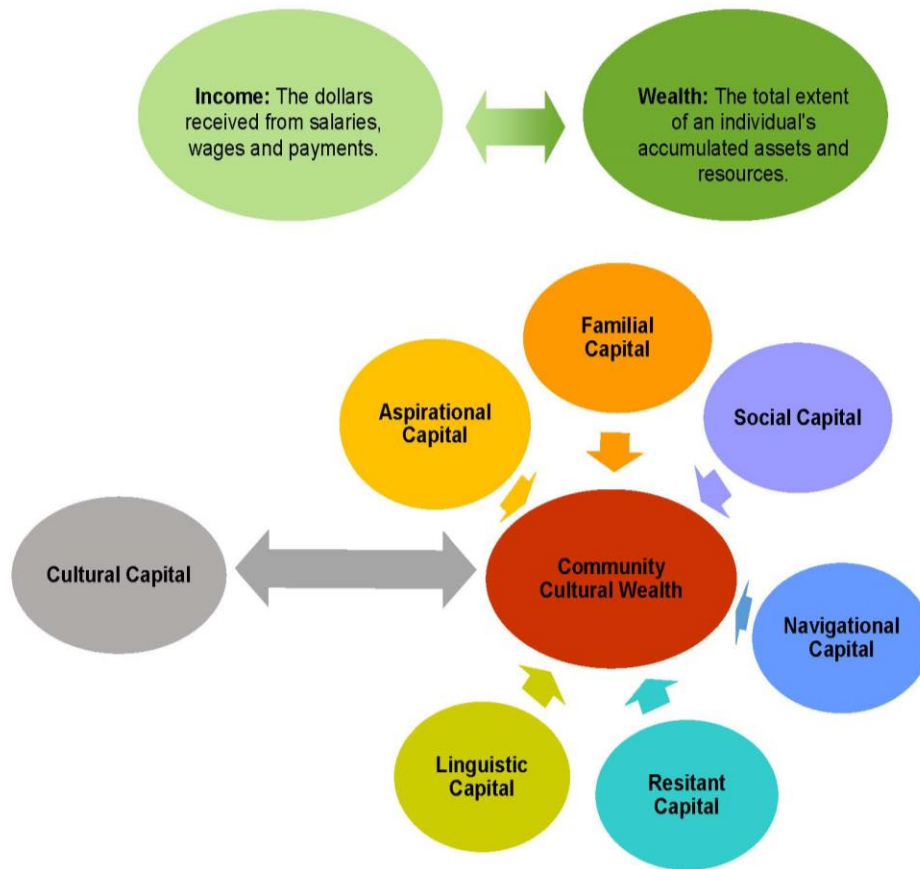 Income: The dollars
received from salaries,
wages and payments.
Wealth: The total extent
of an individual's
accumulated assets and
resources.
Familial
Capital
Aspirational
Capital
Social Capital
Cultural Capital
Community
Cultural Wealth
Navigational
Capital
Linguistic
Capital
Resitant
Capital